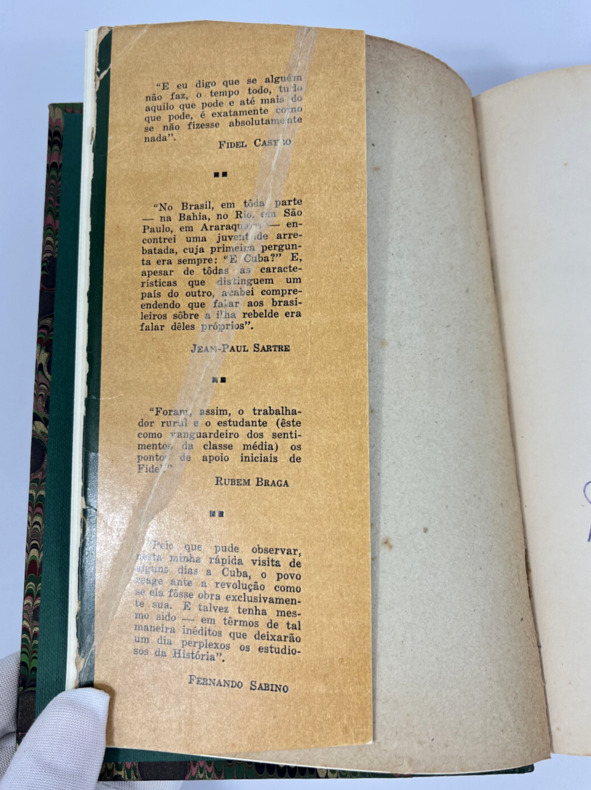 "E eu digo que se alguém
não faz, o tempo todo, tudo
aquilo que pode e até mais do
que pode, é exatamente como
se não fizesse absolutamente
nada".
FIDEL CASTRO
"No Brasil, em tôda parte
— na Bahia, no Rio, em São
Paulo, em Araraquara — en-
contrei uma juventude arre-
batada, cuja primeira pergun-
ta era sempre: "E Cuba?" E,
apesar de tôdas as caracte-
rísticas que distinguem um
país do outro, acabei compre-
endendo que falar aos brasi-
leiros sôbre a ilha rebelde era
falar dêles próprios".
JEAN-PAUL SARTRE
"Foram, assim, o trabalha-
dor rural e o estudante (êste
como vanguardeiro dos senti-
mentos da classe média) os
pontos de apoio iniciais de
Fidel"
RUBEM BRAGA
"Pelo que pude observar,
nesta minha rápida visita de
alguns dias a Cuba, o povo
reage ante a revolução como
se ela fôsse obra exclusivamen-
te sua. E talvez tenha mes-
mo sido — em têrmos de tal
maneira inéditos que deixarão
um dia perplexos os estudio-
sos da História".
FERNANDO SABINO